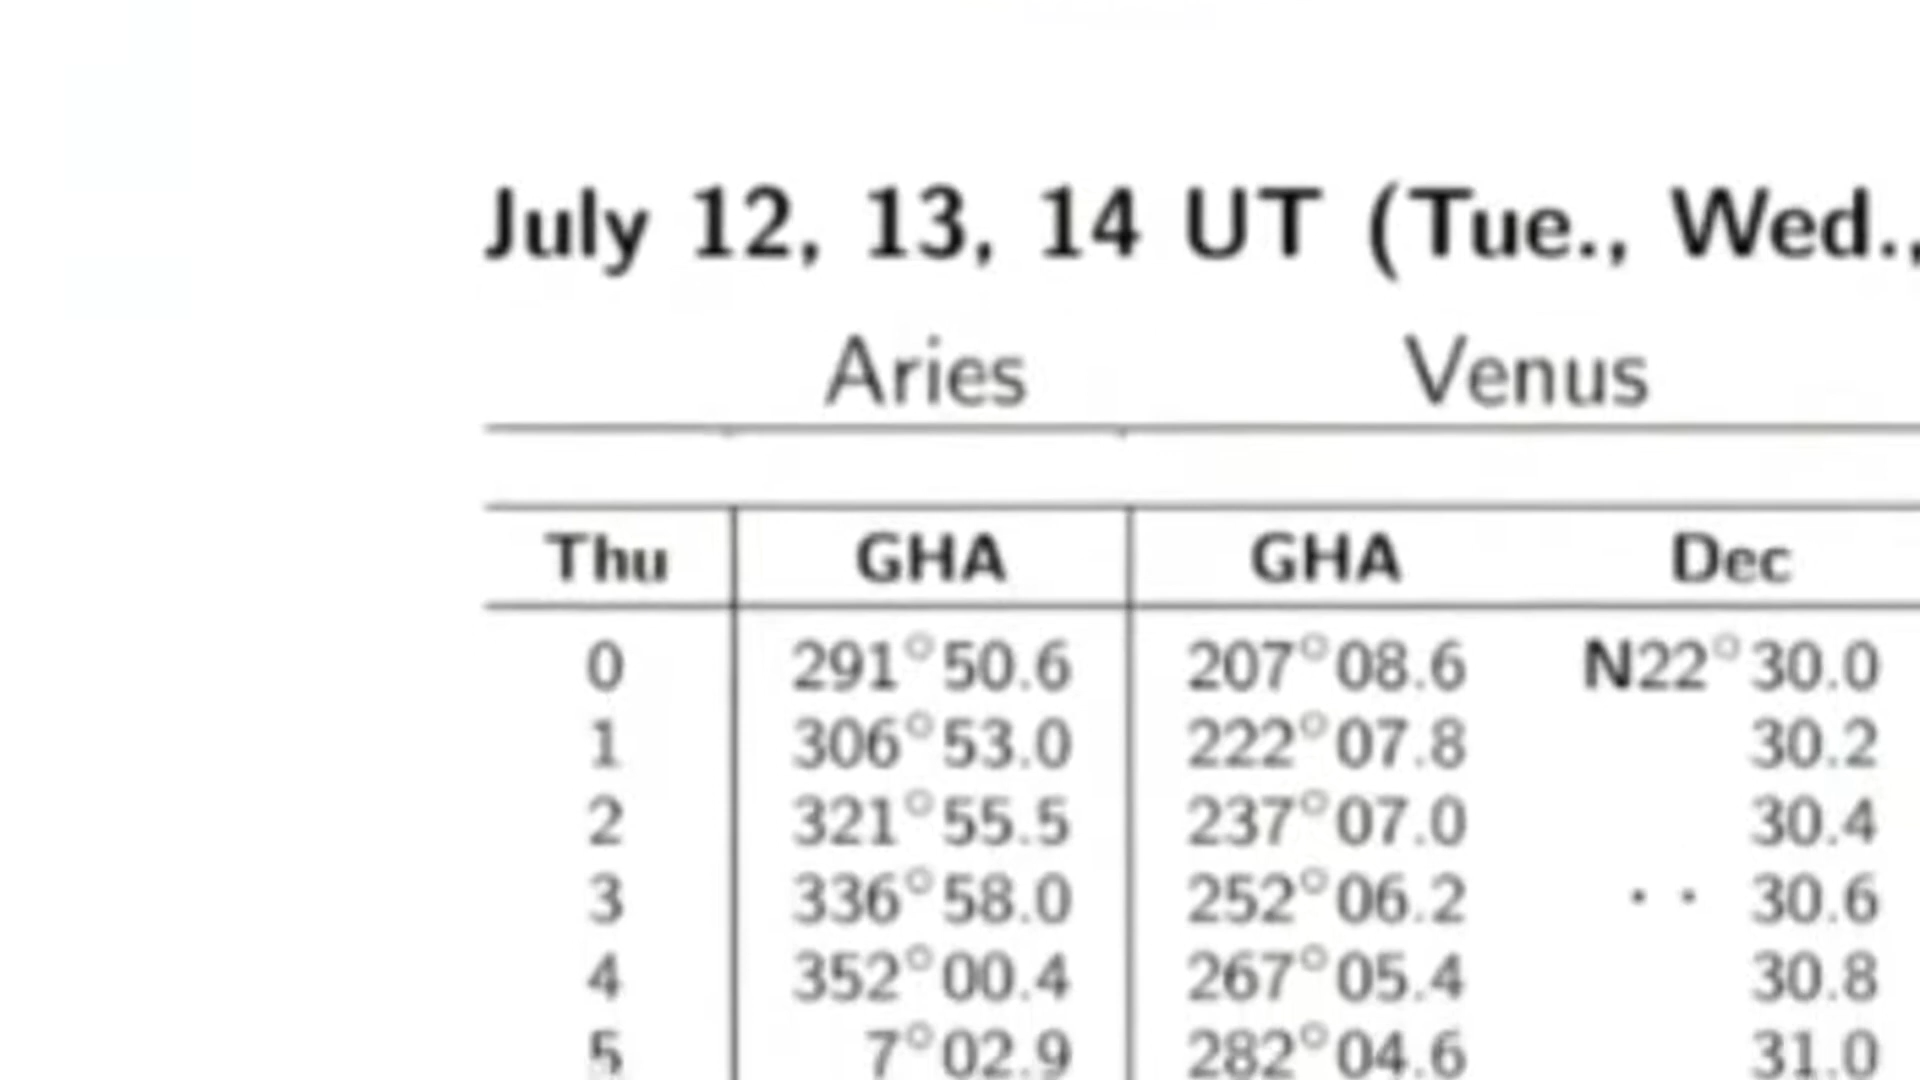 July 12, 13, 14 UT (Tue., Wed.,
Aries Venus
Thu GHA GHA Dec
0 291°50.6 207°08.6 N22°30.0
1 306°53.0 222°07.8 30.2
2 321°55.5 237°07.0 30.4
3 336°58.0 252°06.2 · · 30.6
4 352°00.4 267°05.4 30.8
5 7°02.9 282°04.6 31.0